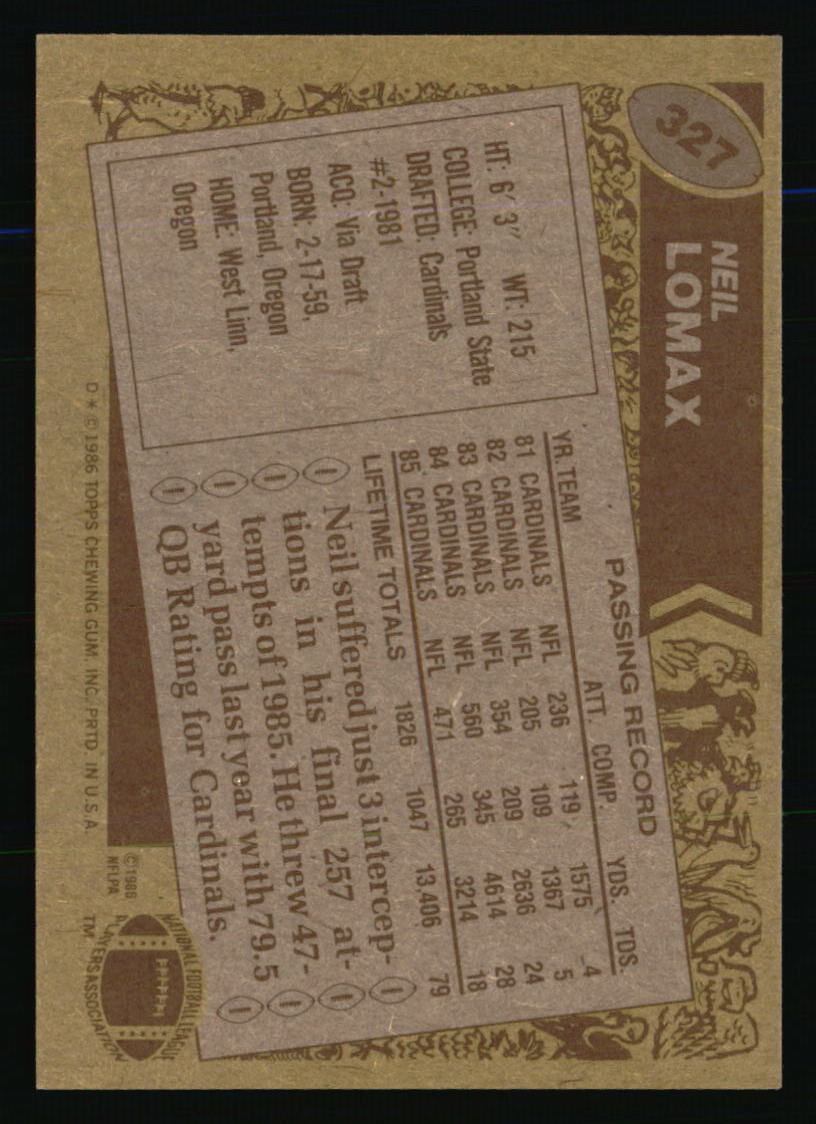 327
NEIL
LOMAX
HT: 6' 3" WT: 215
COLLEGE: Portland State
DRAFTED: Cardinals
#2-1981
ACQ: Via Draft
BORN: 2-17-59,
Portland, Oregon
HOME: West Linn,
Oregon
PASSING RECORD
YR. TEAM ATT. COMP. YDS. TDS.
81 CARDINALS NFL 236 119 1575 4
82 CARDINALS NFL 205 109 1367 5
83 CARDINALS NFL 354 209 2636 24
84 CARDINALS NFL 560 345 4614 28
85 CARDINALS NFL 471 265 3214 18
LIFETIME TOTALS 1826 1047 13,406 79
Neil suffered just 3 intercep-
tions in his final 257 at-
tempts of 1985. He threw 47-
yard pass last year with 79.5
QB Rating for Cardinals.
D * © 1986 TOPPS CHEWING GUM, INC. PRTD. IN U.S.A.
© 1986
NFLPA
NATIONAL FOOTBALL LEAGUE
PLAYERS ASSOCIATION
TM